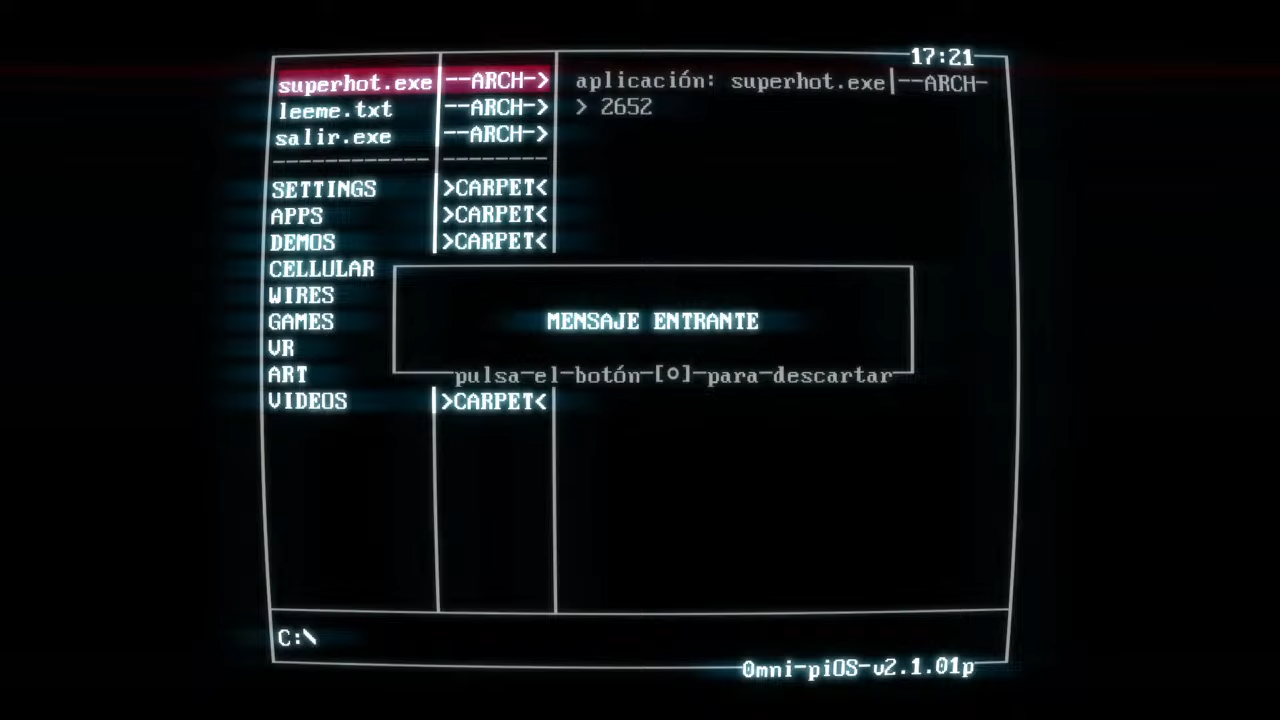 17:21
superhot.exe --ARCH-> aplicación: superhot.exe|--ARCH-
leeme.txt --ARCH-> > 2652
salir.exe --ARCH->
------------ --------
SETTINGS >CARPET<
APPS >CARPET<
DEMOS >CARPET<
CELLULAR
WIRES
GAMES
VR
ART
VIDEOS >CARPET<
MENSAJE ENTRANTE
pulsa-el-botón-[O]-para-descartar
C:\
Omni-piOS-v2.1.01p